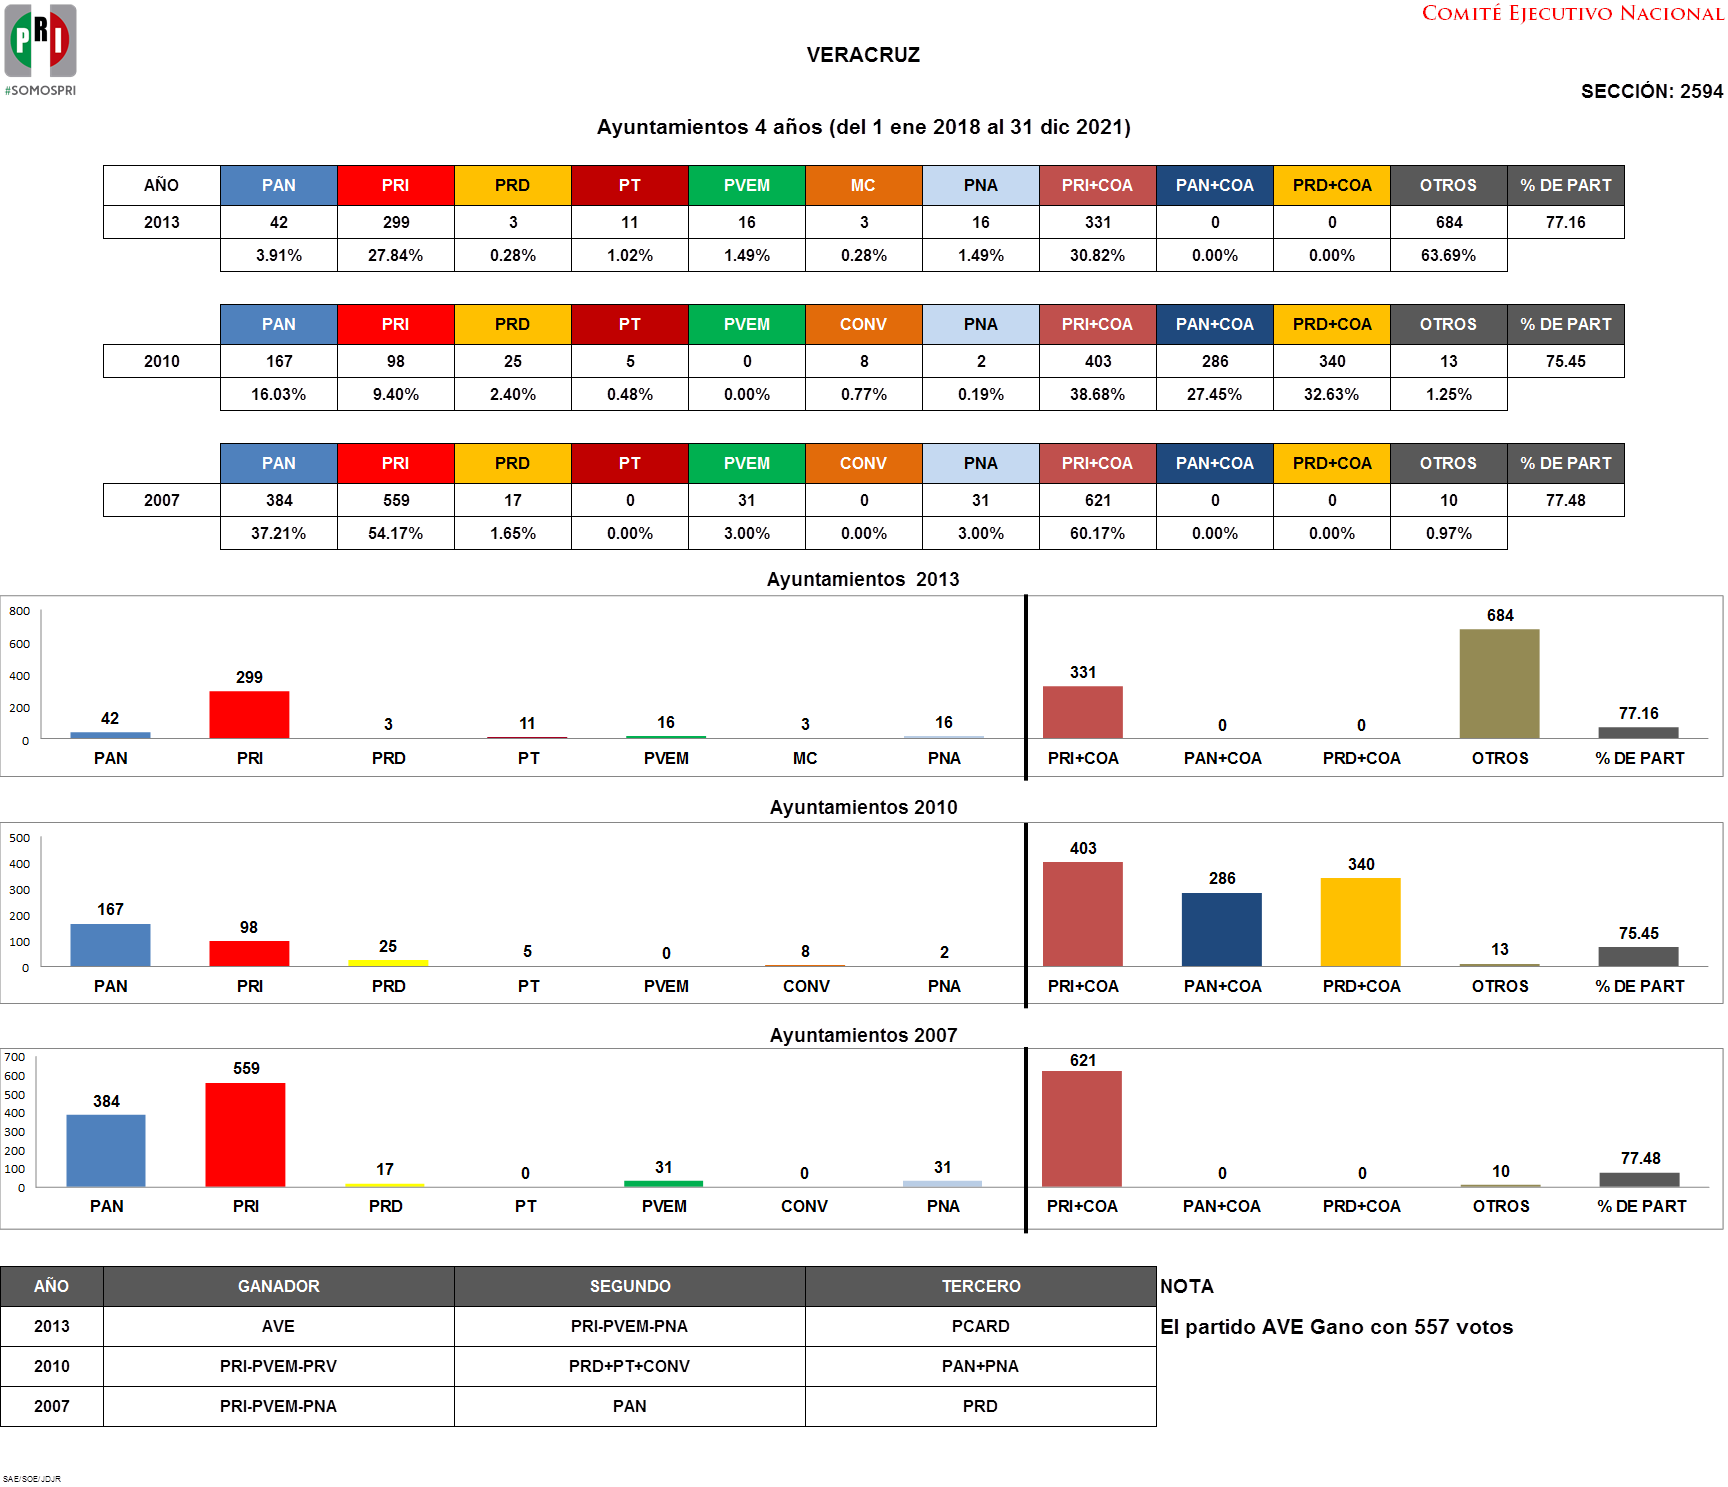 PRI
#SOMOSPRI
COMITÉ EJECUTIVO NACIONAL
VERACRUZ
SECCIÓN: 2594
Ayuntamientos 4 años (del 1 ene 2018 al 31 dic 2021)
AÑO PAN PRI PRD PT PVEM MC PNA PRI+COA PAN+COA PRD+COA OTROS % DE PART
2013 42 299 3 11 16 3 16 331 0 0 684 77.16
3.91% 27.84% 0.28% 1.02% 1.49% 0.28% 1.49% 30.82% 0.00% 0.00% 63.69%
PAN PRI PRD PT PVEM CONV PNA PRI+COA PAN+COA PRD+COA OTROS % DE PART
2010 167 98 25 5 0 8 2 403 286 340 13 75.45
16.03% 9.40% 2.40% 0.48% 0.00% 0.77% 0.19% 38.68% 27.45% 32.63% 1.25%
PAN PRI PRD PT PVEM CONV PNA PRI+COA PAN+COA PRD+COA OTROS % DE PART
2007 384 559 17 0 31 0 31 621 0 0 10 77.48
37.21% 54.17% 1.65% 0.00% 3.00% 0.00% 3.00% 60.17% 0.00% 0.00% 0.97%
Ayuntamientos 2013
800
600
400
200
0
42 299 3 11 16 3 16 331 0 0 684 77.16
PAN PRI PRD PT PVEM MC PNA PRI+COA PAN+COA PRD+COA OTROS % DE PART
Ayuntamientos 2010
500
400
300
200
100
0
167 98 25 5 0 8 2 403 286 340 13 75.45
PAN PRI PRD PT PVEM CONV PNA PRI+COA PAN+COA PRD+COA OTROS % DE PART
Ayuntamientos 2007
700
600
500
400
300
200
100
0
384 559 17 0 31 0 31 621 0 0 10 77.48
PAN PRI PRD PT PVEM CONV PNA PRI+COA PAN+COA PRD+COA OTROS % DE PART
AÑO GANADOR SEGUNDO TERCERO NOTA
2013 AVE PRI-PVEM-PNA PCARD El partido AVE Gano con 557 votos
2010 PRI-PVEM-PRV PRD+PT+CONV PAN+PNA
2007 PRI-PVEM-PNA PAN PRD
SAE/SOE/JDJR